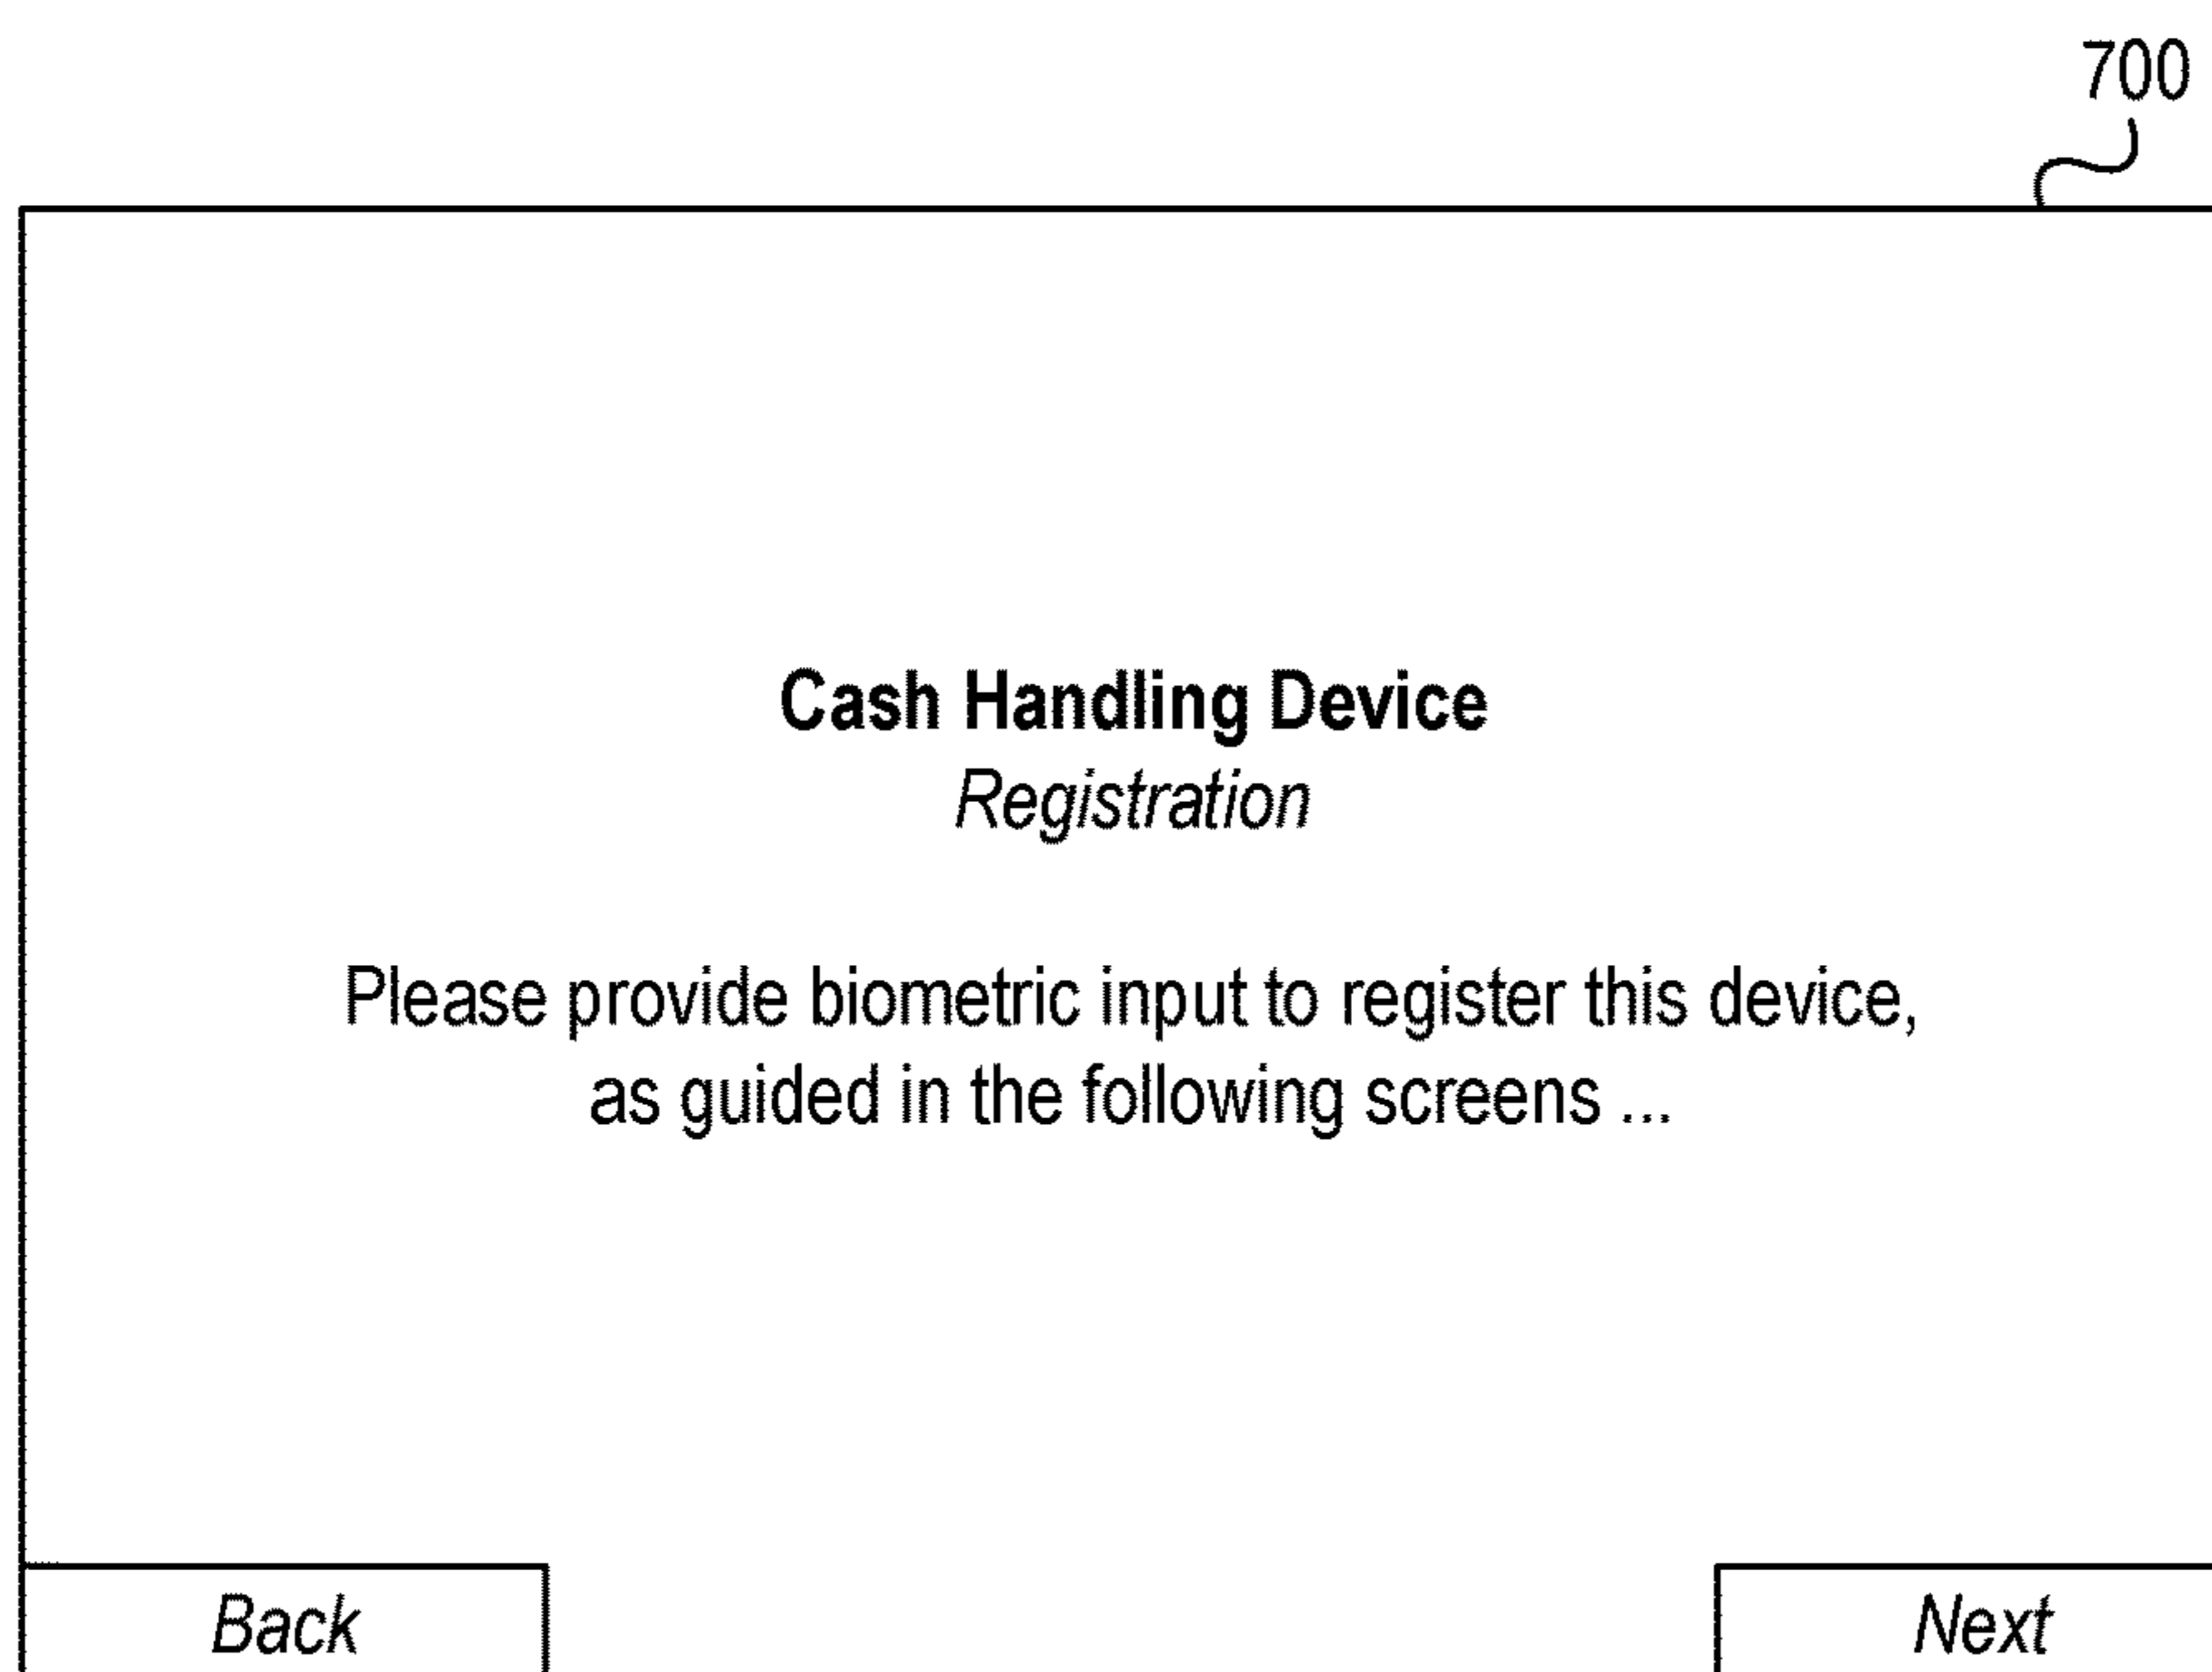 700
Cash Handling Device
Registration
Please provide biometric input to register this device,
as guided in the following screens ...
Back
Next